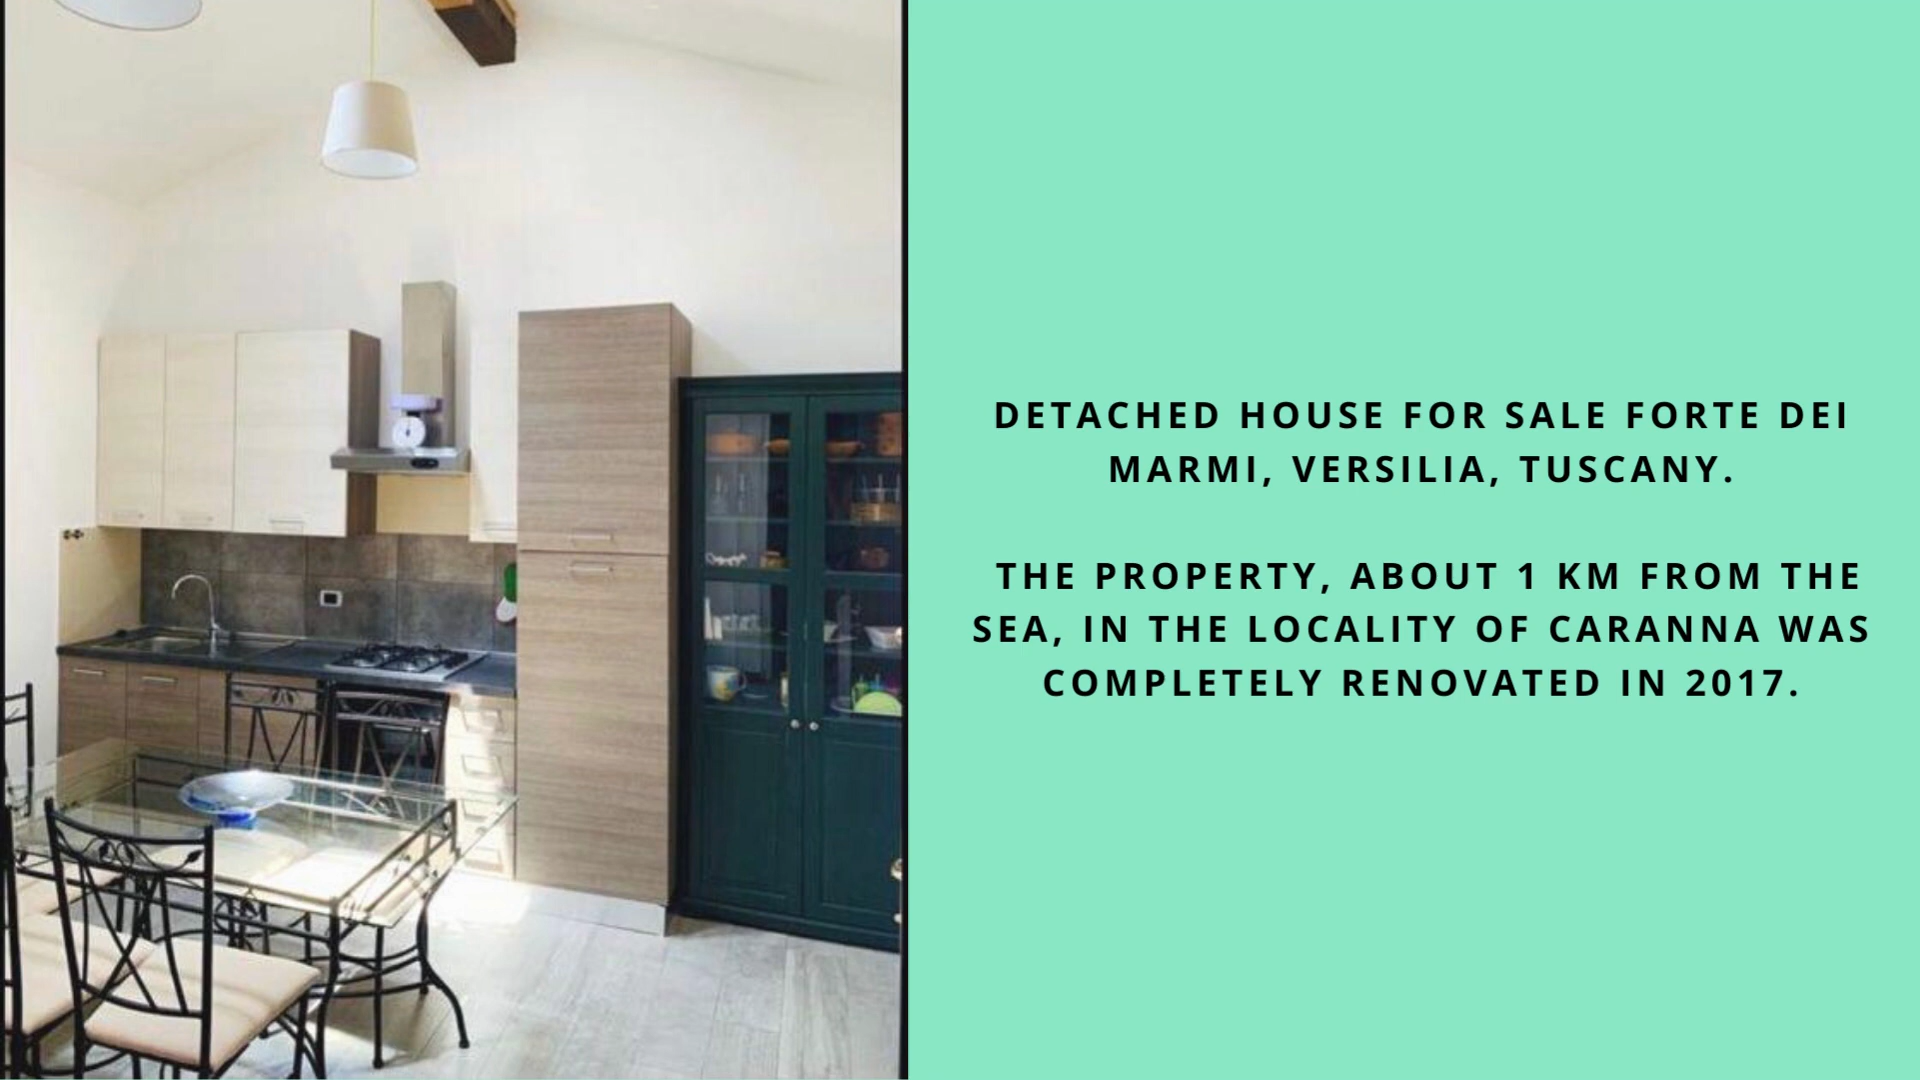 DETACHED HOUSE FOR SALE FORTE DEI
MARMI, VERSILIA, TUSCANY.
THE PROPERTY, ABOUT 1 KM FROM THE
SEA, IN THE LOCALITY OF CARANNA WAS
COMPLETELY RENOVATED IN 2017.